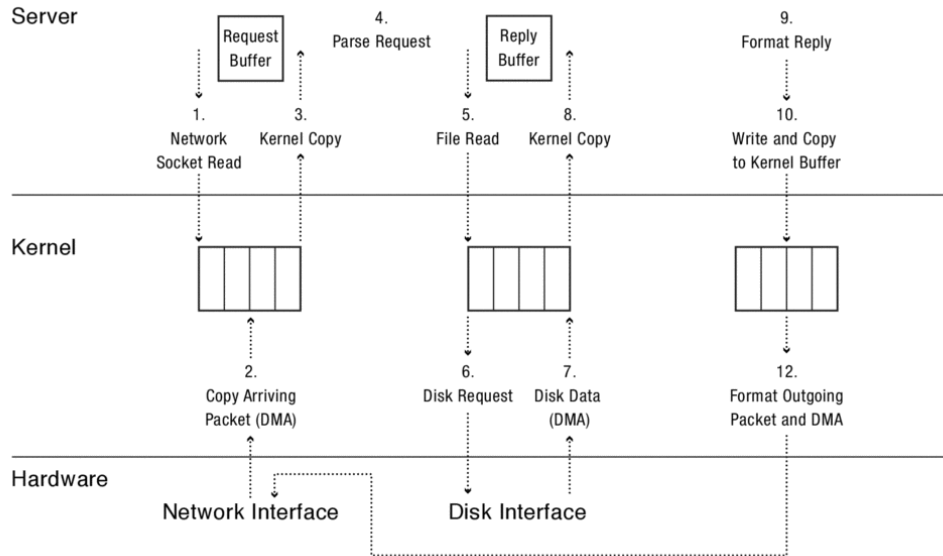 Server
Request
Buffer
4.
Parse Request
Reply
Buffer
9.
Format Reply
1.
Network
Socket Read
3.
Kernel Copy
5.
File Read
8.
Kernel Copy
10.
Write and Copy
to Kernel Buffer
Kernel
2.
Copy Arriving
Packet (DMA)
6.
Disk Request
7.
Disk Data
(DMA)
12.
Format Outgoing
Packet and DMA
Hardware
Network Interface
Disk Interface